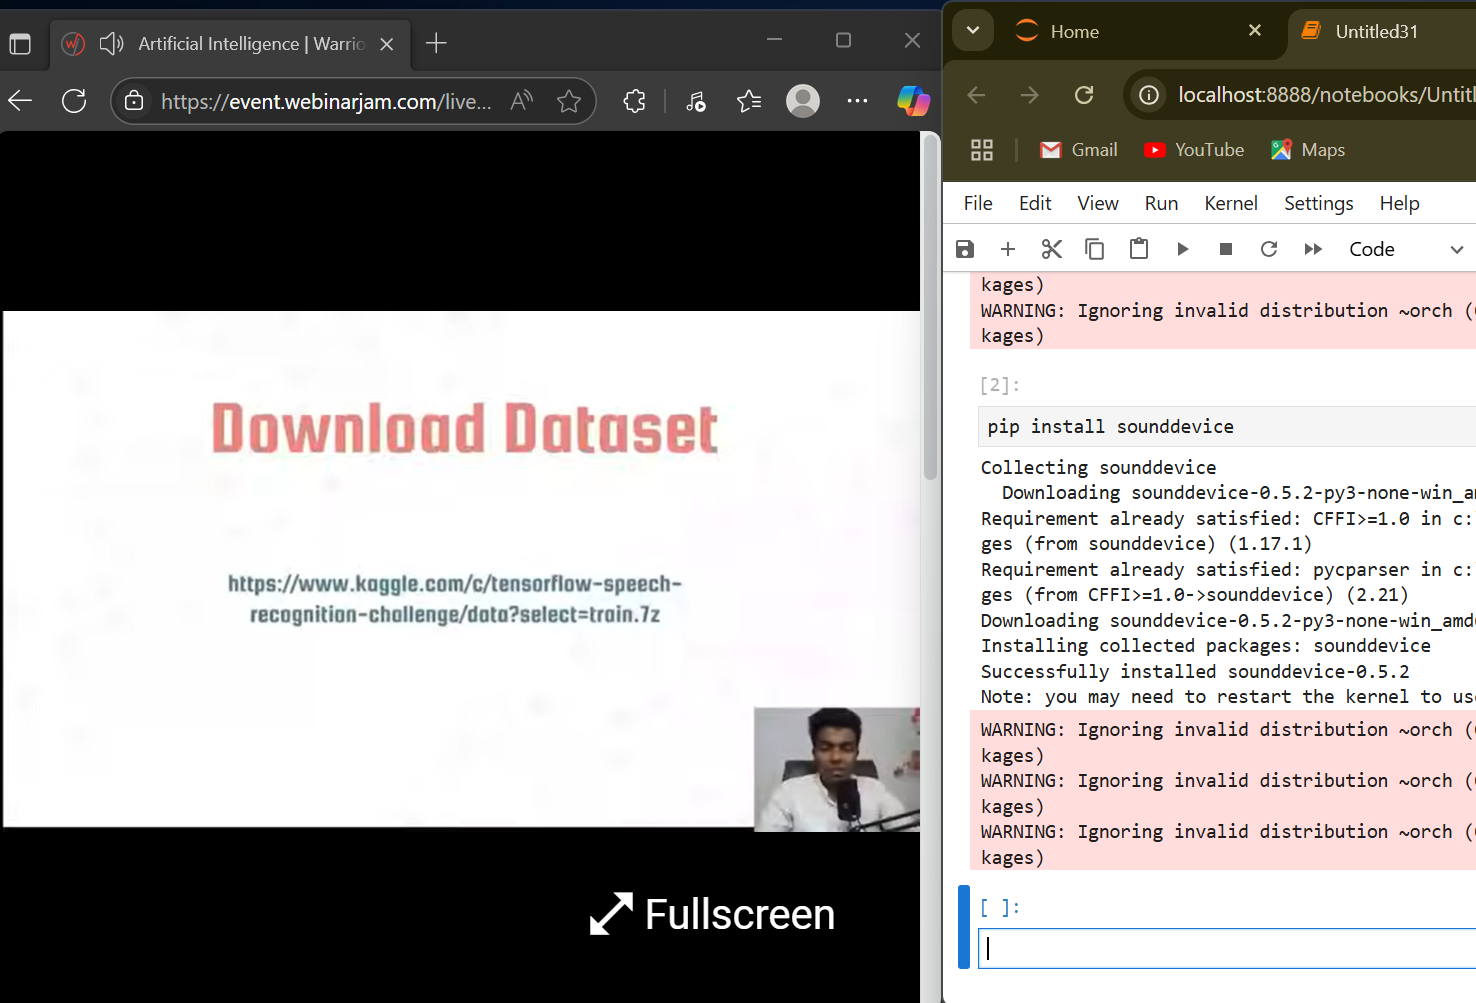 Artificial Intelligence | Warrio
https://event.webinarjam.com/live...
Download Dataset
https://www.kaggle.com/c/tensorflow-speech-
recognition-challenge/data?select=train.7z
Fullscreen
Home
Untitled31
localhost:8888/notebooks/Untitl
Gmail
YouTube
Maps
File Edit View Run Kernel Settings Help
Code
kages)
WARNING: Ignoring invalid distribution ~orch (
kages)
[2]:
pip install sounddevice
Collecting sounddevice
Downloading sounddevice-0.5.2-py3-none-win_am
Requirement already satisfied: CFFI>=1.0 in c:
ges (from sounddevice) (1.17.1)
Requirement already satisfied: pycparser in c:
ges (from CFFI>=1.0->sounddevice) (2.21)
Downloading sounddevice-0.5.2-py3-none-win_amd
Installing collected packages: sounddevice
Successfully installed sounddevice-0.5.2
Note: you may need to restart the kernel to us
WARNING: Ignoring invalid distribution ~orch (
kages)
WARNING: Ignoring invalid distribution ~orch (
kages)
WARNING: Ignoring invalid distribution ~orch (
kages)
[ ]: